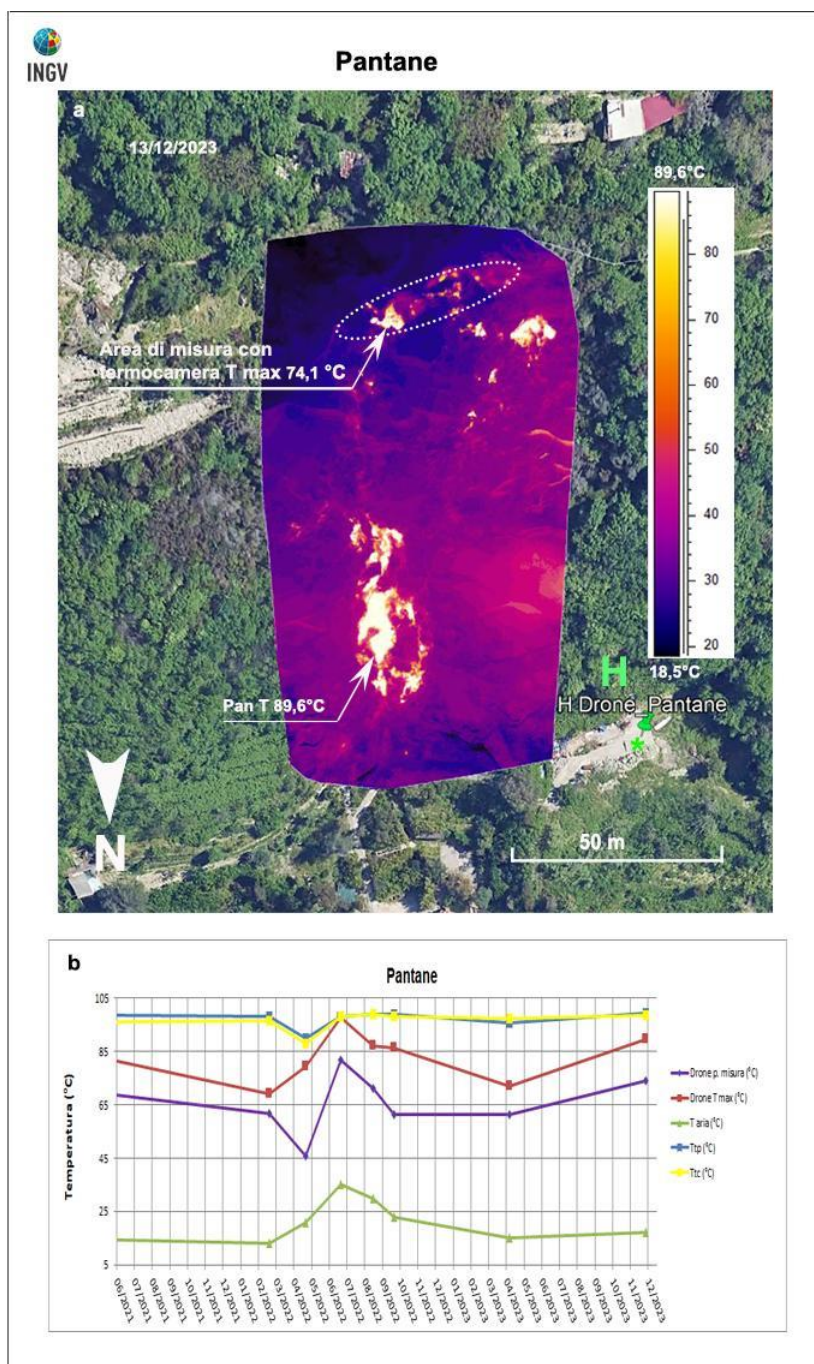 INGV
Pantane
a
13/12/2023
89,6°C
80
70
60
50
40
30
20
18,5°C
Area di misura con
termocamera T max 74,1 °C
Pan T 89,6°C
H
H Drone_Pantane
*
N
50 m
b
Pantane
Temperatura (°C)
105
85
65
45
25
5
06/2021
07/2021
08/2021
09/2021
10/2021
11/2021
12/2021
01/2022
02/2022
03/2022
04/2022
05/2022
06/2022
07/2022
08/2022
09/2022
10/2022
11/2022
12/2022
01/2023
02/2023
03/2023
04/2023
05/2023
06/2023
07/2023
08/2023
09/2023
10/2023
11/2023
12/2023
Drone p. misura (°C)
Drone T max (°C)
T aria (°C)
Ttp (°C)
Ttc (°C)